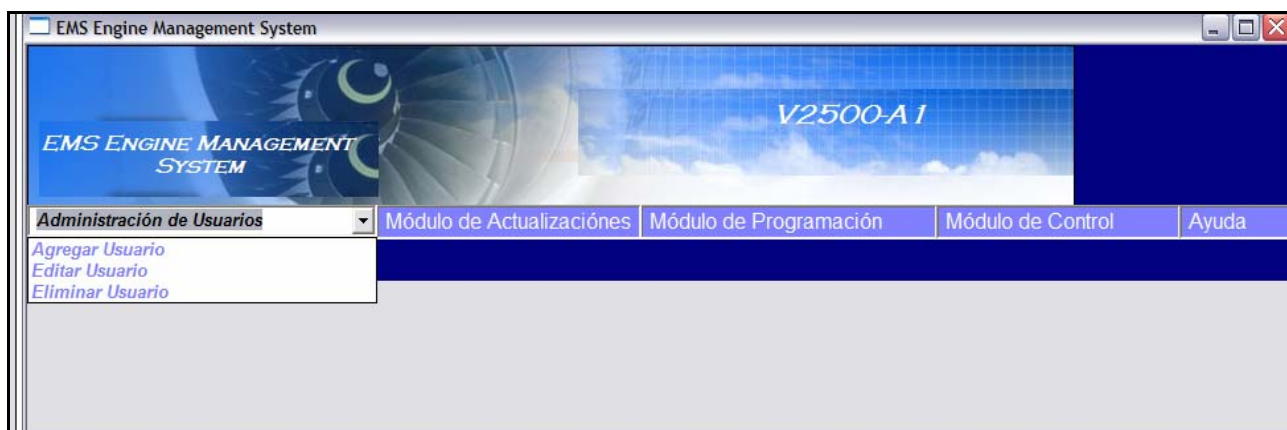 EMS Engine Management System
V2500-A1
EMS ENGINE MANAGEMENT
SYSTEM
Administración de Usuarios
Módulo de Actualizaciónes
Módulo de Programación
Módulo de Control
Ayuda
Agregar Usuario
Editar Usuario
Eliminar Usuario